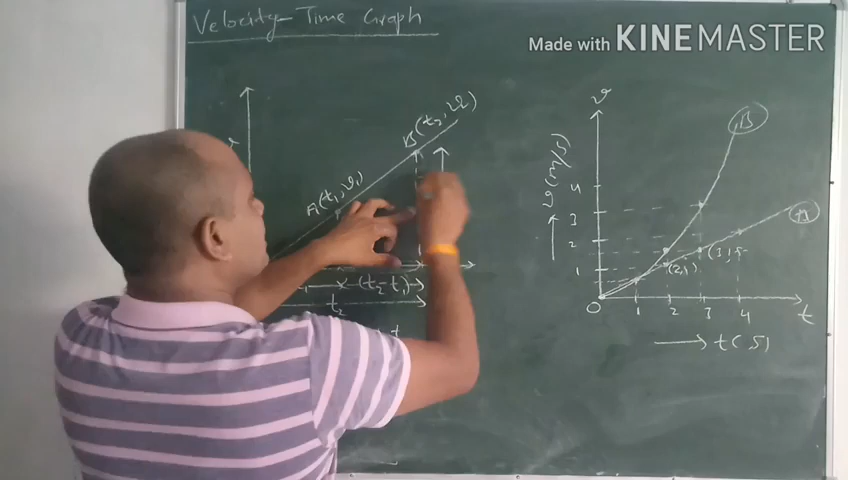 Velocity-Time Graph
Made with KINEMASTER
B(t₂, v₂)
A(t₁, v₁)
(t₂-t₁)
t₂
t
v
v (m/s)
B
A
4
3
2
1
(3,1.5)
(2,1)
O
1 2 3 4
t
t(s)